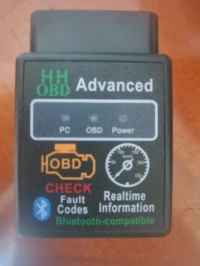 HH
OBD Advanced
PC OBD Power
OBD
CHECK
Fault
Codes
Realtime
Information
Bluetooth-compatible